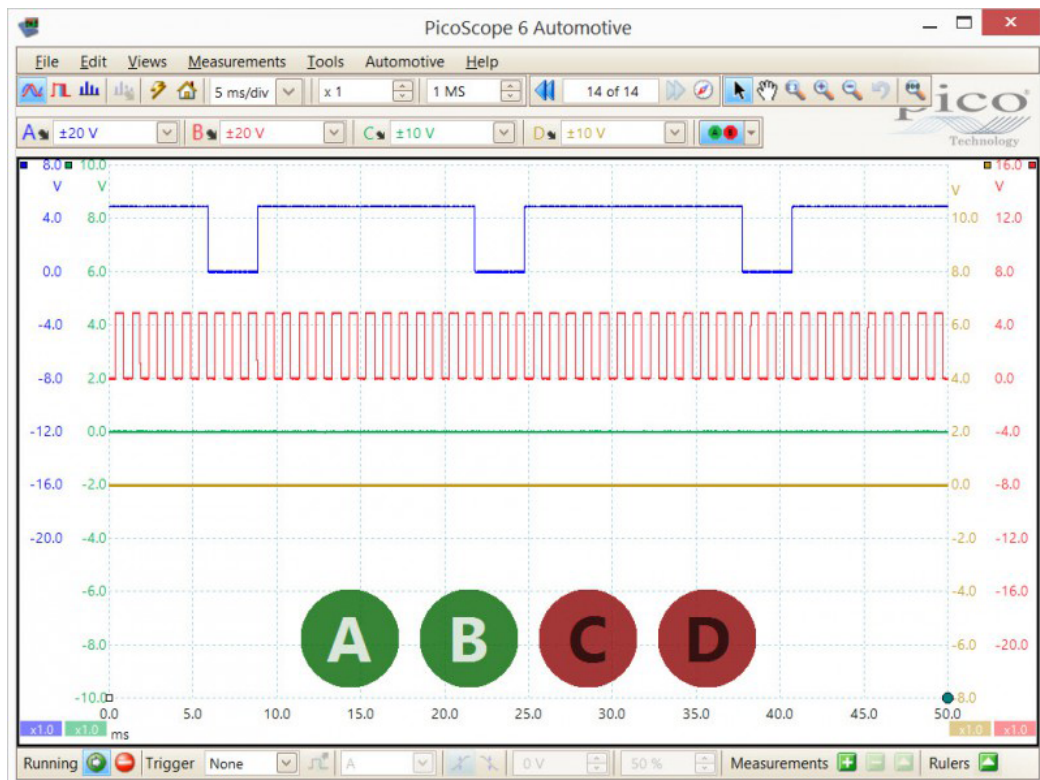 PicoScope 6 Automotive
File Edit Views Measurements Tools Automotive Help
5 ms/div x 1 1 MS 14 of 14
pico
Technology
A ±20 V B ±20 V C ±10 V D ±10 V
8.0 10.0 16.0
V V V V
4.0 8.0 10.0 12.0
0.0 6.0 8.0 8.0
-4.0 4.0 6.0 4.0
-8.0 2.0 4.0 0.0
-12.0 0.0 2.0 -4.0
-16.0 -2.0 0.0 -8.0
-20.0 -4.0 -2.0 -12.0
-6.0 -4.0 -16.0
A B C D
-8.0 -6.0 -20.0
-10.0 -8.0
0.0 5.0 10.0 15.0 20.0 25.0 30.0 35.0 40.0 45.0 50.0
x1.0 x1.0 ms x1.0 x1.0
Running Trigger None A 0 V 50 % Measurements Rulers